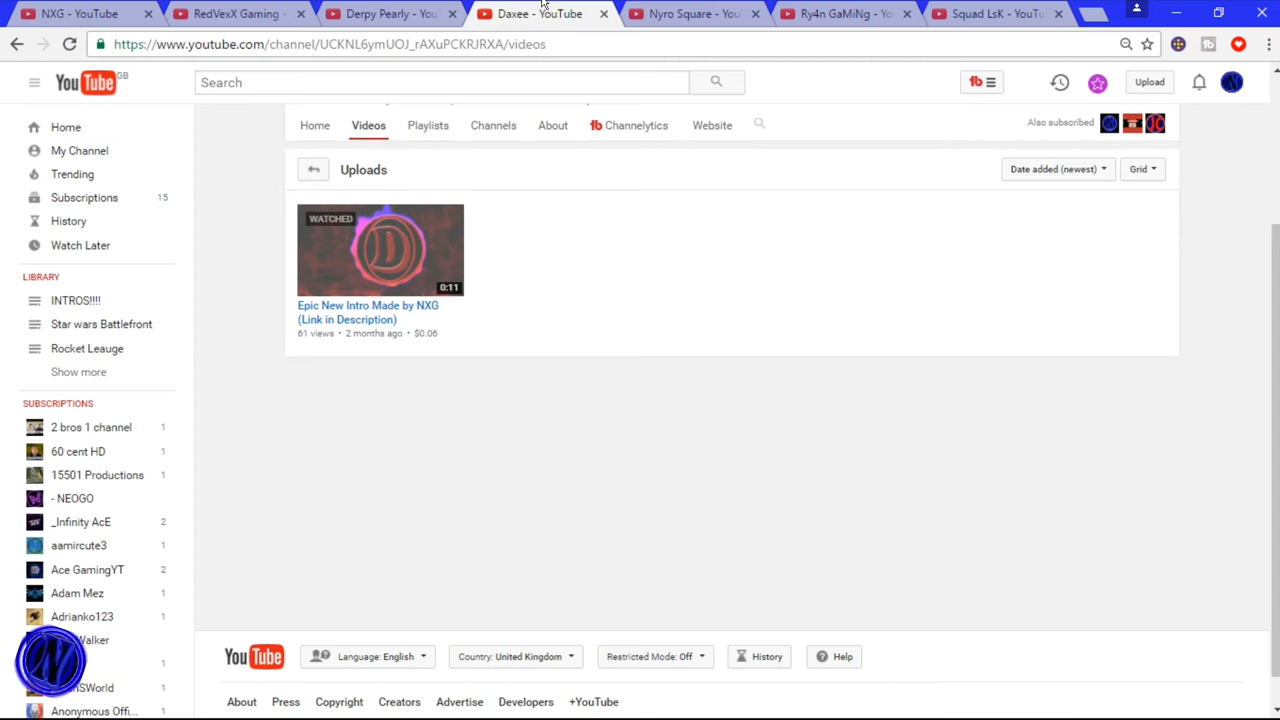 NXG - YouTube
RedVexX Gaming -
Derpy Pearly - You
Daxee - YouTube
Nyro Square - You
Ry4n GaMiNg - Yo
Squad LsK - YouTu
https://www.youtube.com/channel/UCKNL6ymUOJ_rAXuPCKRJRXA/videos
YouTube GB
Search
tb
Upload
Home
Videos
Playlists
Channels
About
tb Channelytics
Website
Also subscribed
Home
My Channel
Trending
Subscriptions 15
History
Watch Later
LIBRARY
INTROS!!!!
Star wars Battlefront
Rocket Leauge
Show more
SUBSCRIPTIONS
2 bros 1 channel 1
60 cent HD 1
15501 Productions 1
- NEOGO
_Infinity AcE 2
aamircute3 1
Ace GamingYT 2
Adam Mez 1
Adrianko123 1
Walker
1
SWorld
Anonymous Offi... 1
Uploads
Date added (newest)
Grid
WATCHED
D
0:11
Epic New Intro Made by NXG
(Link in Description)
61 views • 2 months ago • $0.06
YouTube
Language: English
Country: United Kingdom
Restricted Mode: Off
History
Help
About
Press
Copyright
Creators
Advertise
Developers
+YouTube